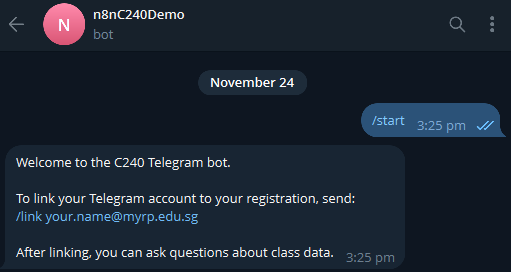 n8nC240Demo
N
bot
November 24
/start
3:25 pm
Welcome to the C240 Telegram bot.
To link your Telegram account to your registration, send:
/link your.name@myrp.edu.sg
After linking, you can ask questions about class data.
3:25 pm